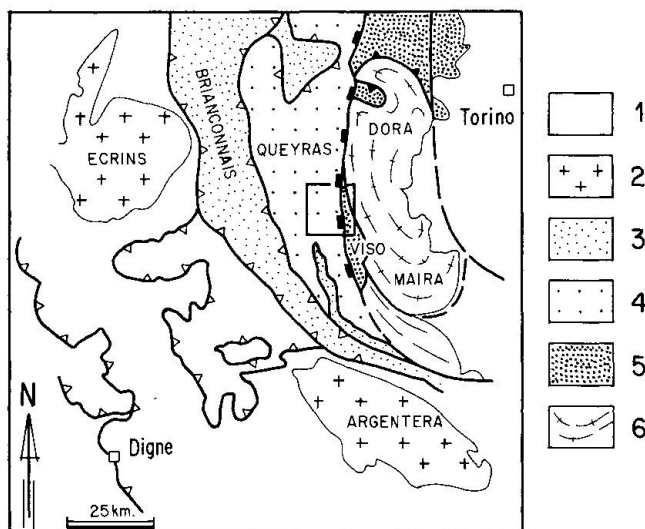 BRIANCONNAIS
ECRINS
QUEYRAS
DORA
Torino
VISO
MAIRA
ARGENTERA
N
Digne
25 km.
1
2
3
4
5
6